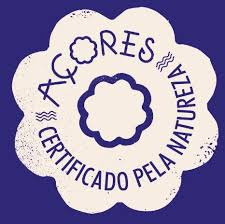 AÇORES
CERTIFICADO PELA NATUREZA